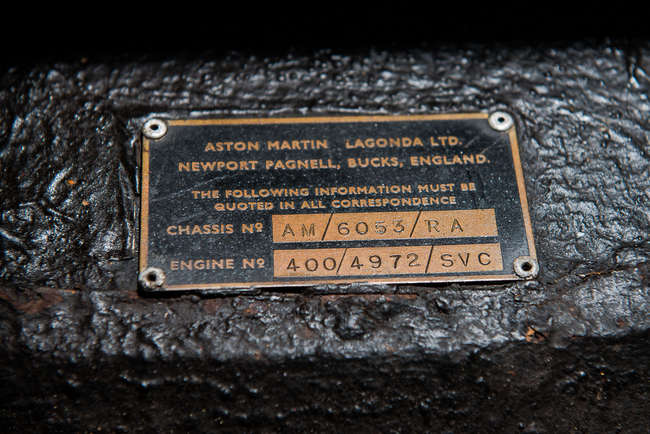 ASTON MARTIN LAGONDA LTD.
NEWPORT PAGNELL, BUCKS, ENGLAND.
THE FOLLOWING INFORMATION MUST BE
QUOTED IN ALL CORRESPONDENCE
CHASSIS Nº AM/6053/RA
ENGINE Nº 400/4972/SVC